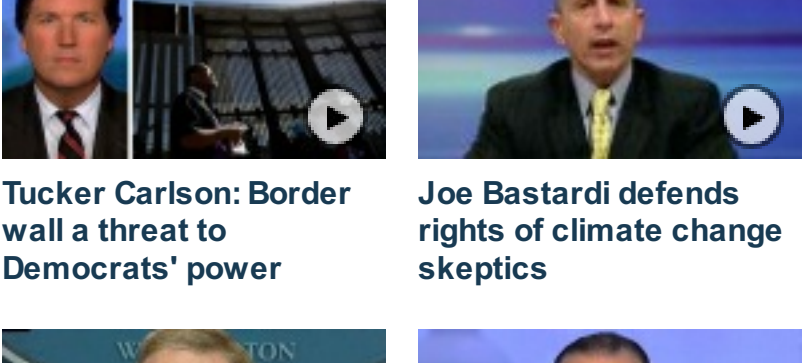 Tucker Carlson: Border
wall a threat to
Democrats' power
Joe Bastardi defends
rights of climate change
skeptics